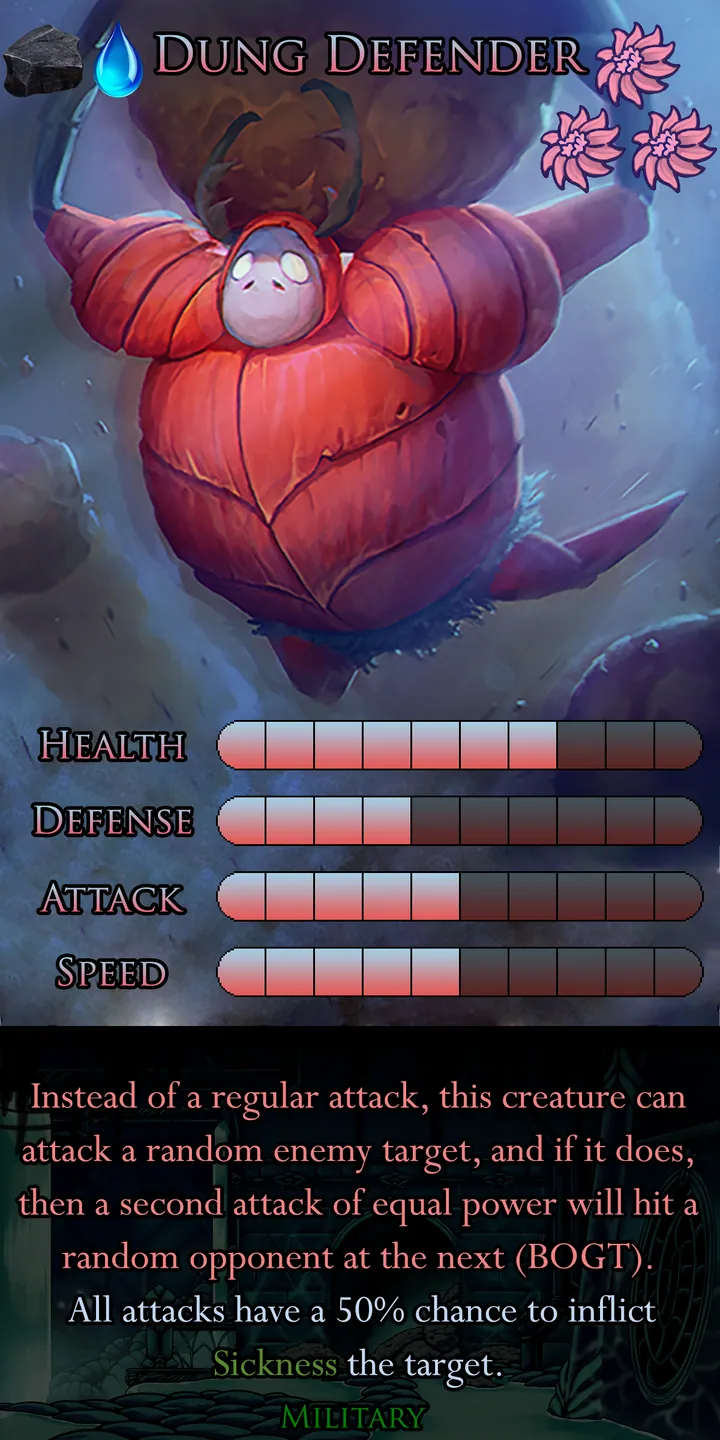 Dung Defender
Health
Defense
Attack
Speed
Instead of a regular attack, this creature can
attack a random enemy target, and if it does,
then a second attack of equal power will hit a
random opponent at the next (BOGT).
All attacks have a 50% chance to inflict
Sickness the target.
Military